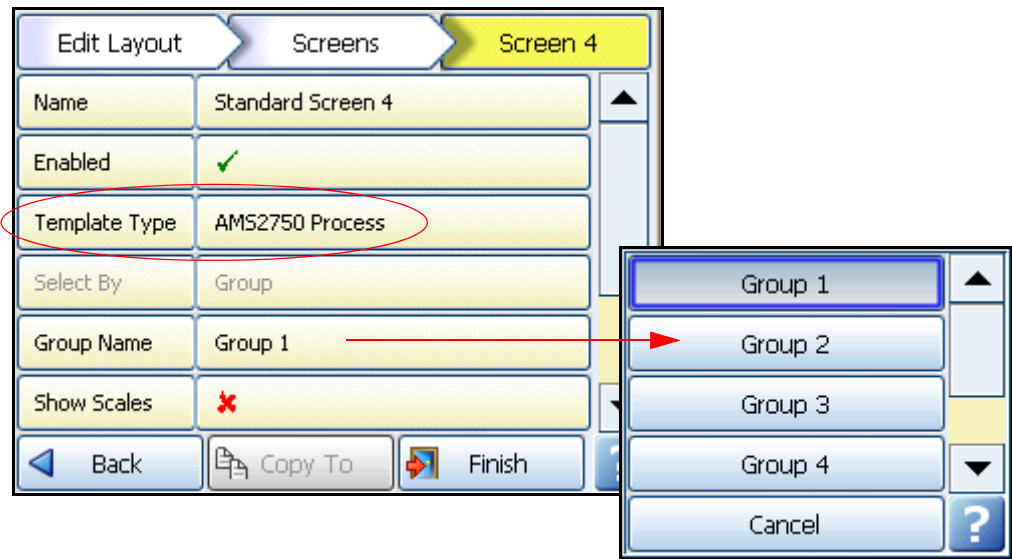 Edit Layout Screens Screen 4
Name Standard Screen 4
Enabled
Template Type AMS2750 Process
Select By Group
Group Name Group 1
Show Scales
Back Copy To Finish ?
Group 1
Group 2
Group 3
Group 4
Cancel ?